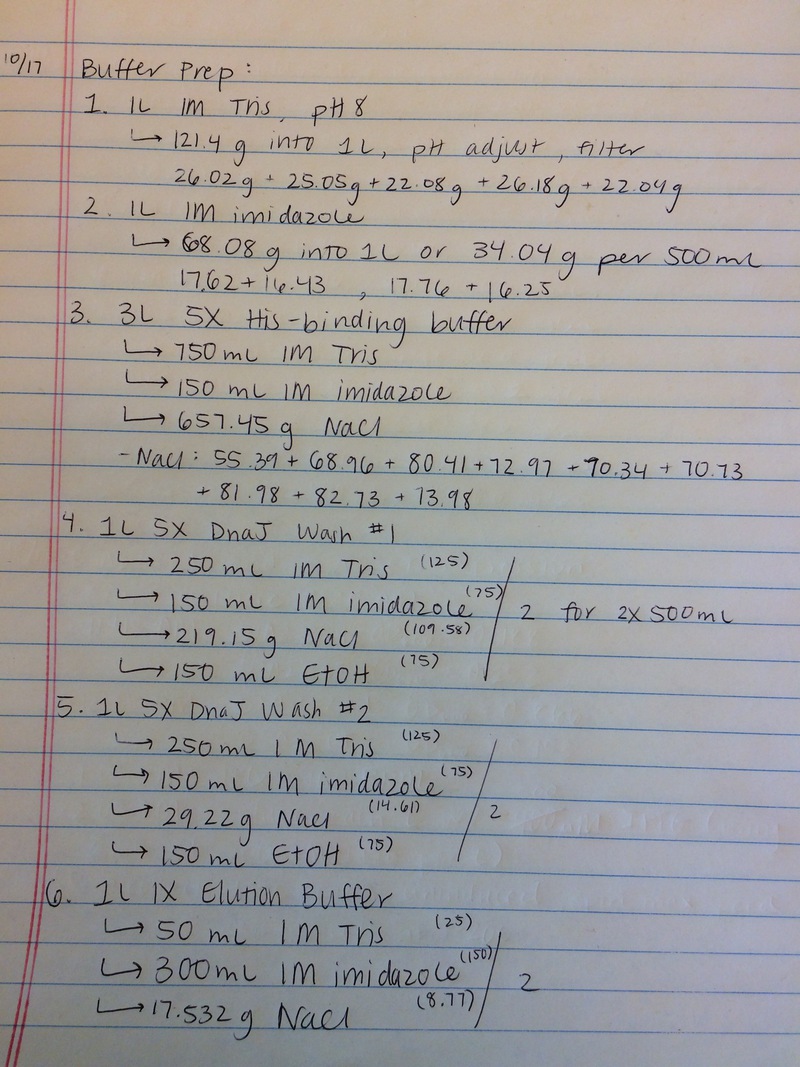 10/17 Buffer Prep:
1. 1L 1M Tris, pH 8
↳ 121.4 g into 1L, pH adjust, filter
26.02g + 25.05g + 22.08g + 26.18g + 22.04g
2. 1L 1M imidazole
↳ 68.08 g into 1L or 34.04 g per 500mL
17.62 + 16.43 , 17.76 + 16.25
3. 3L 5X His-binding buffer
↳ 750 mL 1M Tris
↳ 150 mL 1M imidazole
↳ 657.45 g NaCl
- NaCl: 55.39 + 68.96 + 80.41 + 72.97 + 70.34 + 70.73
+ 81.98 + 82.73 + 73.98
4. 1L 5X DnaJ Wash #1
↳ 250 mL 1M Tris (125)
↳ 150 mL 1M imidazole (75) / 2 for 2X 500mL
↳ 219.15 g NaCl (109.58)
↳ 150 mL EtOH (75)
5. 1L 5X DnaJ Wash #2
↳ 250 mL 1M Tris (125)
↳ 150 mL 1M imidazole (75)
↳ 29.22g NaCl (14.61) / 2
↳ 150 mL EtOH (75)
6. 1L 1X Elution Buffer
↳ 50 mL 1M Tris (25)
↳ 300mL 1M imidazole (150) / 2
↳ 17.532 g NaCl (8.77)